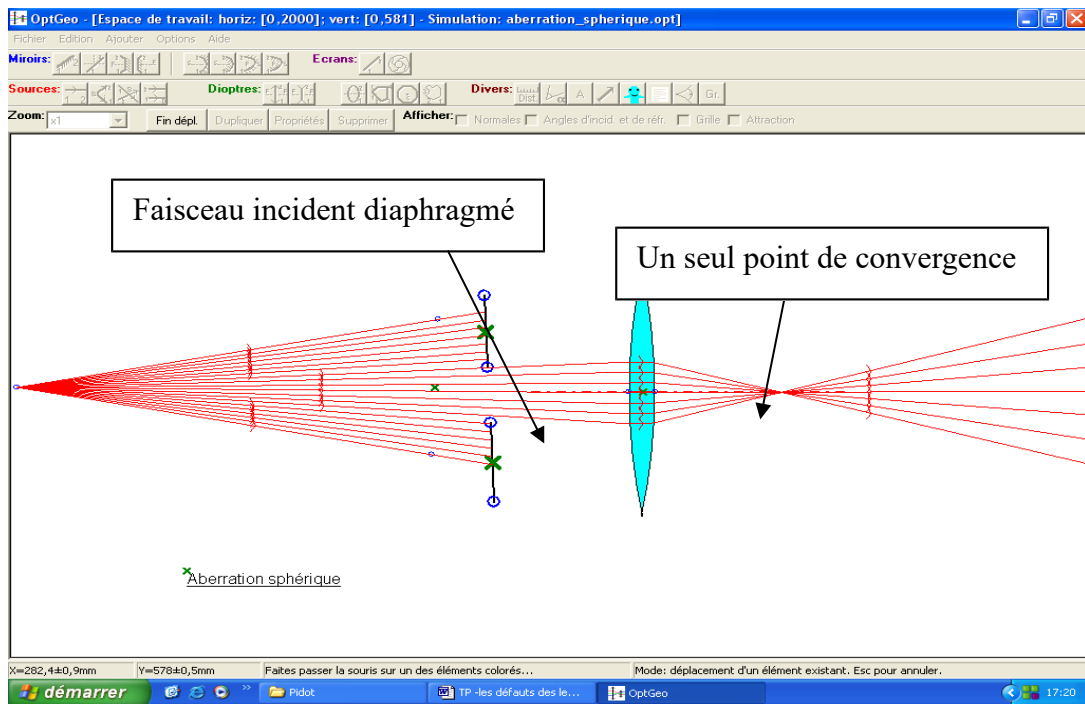 OptGeo - [Espace de travail: horiz: [0,2000]; vert: [0,581] - Simulation: aberration_spherique.opt]
Fichier Edition Ajouter Options Aide
Miroirs: Ecrans:
Sources: Dioptres: Divers: Dist. A Gr.
Zoom: x1 Fin dépl. Dupliquer Propriétés Supprimer Afficher: Normales Angles d'incid. et de réfr. Grille Attraction
Faisceau incident diaphragmé
Un seul point de convergence
Aberration sphérique
X=282,4±0,9mm Y=578±0,5mm Faites passer la souris sur un des éléments colorés... Mode: déplacement d'un élément existant. Esc pour annuler.
démarrer Pidot TP -les défauts des le... OptGeo 17:20